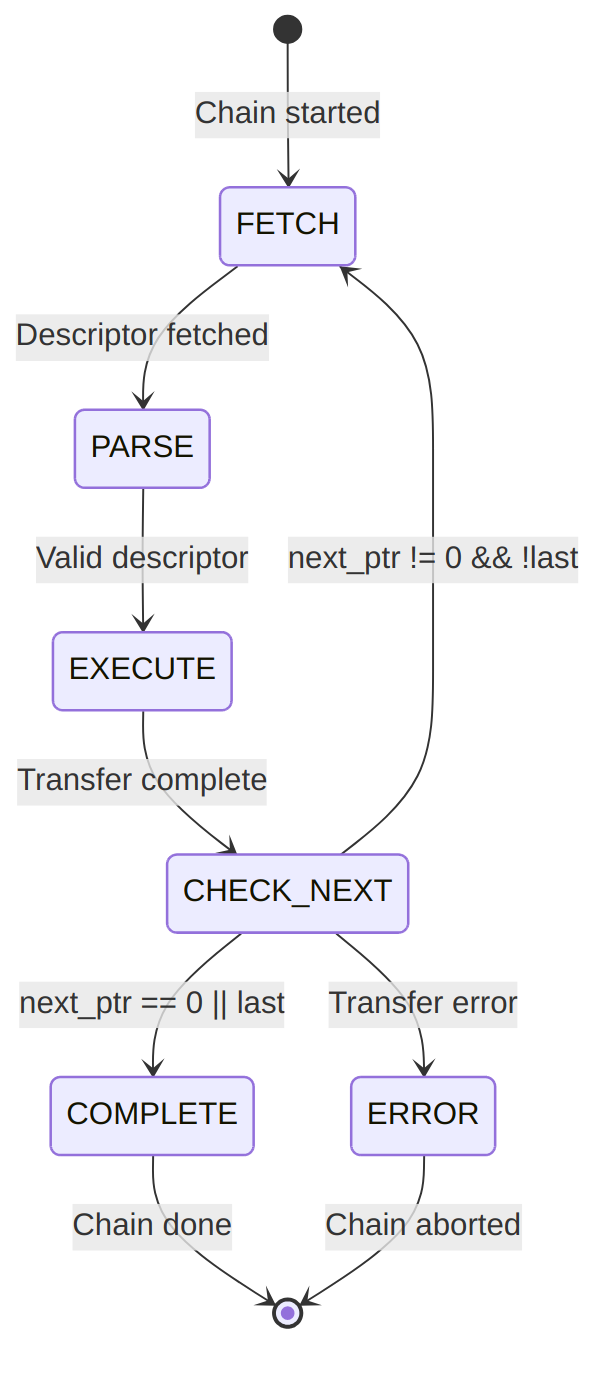 Chain started
FETCH
Descriptor fetched
PARSE
Valid descriptor
next_ptr != 0 && !last
EXECUTE
Transfer complete
CHECK_NEXT
next_ptr == 0 || last
Transfer error
COMPLETE
ERROR
Chain done
Chain aborted